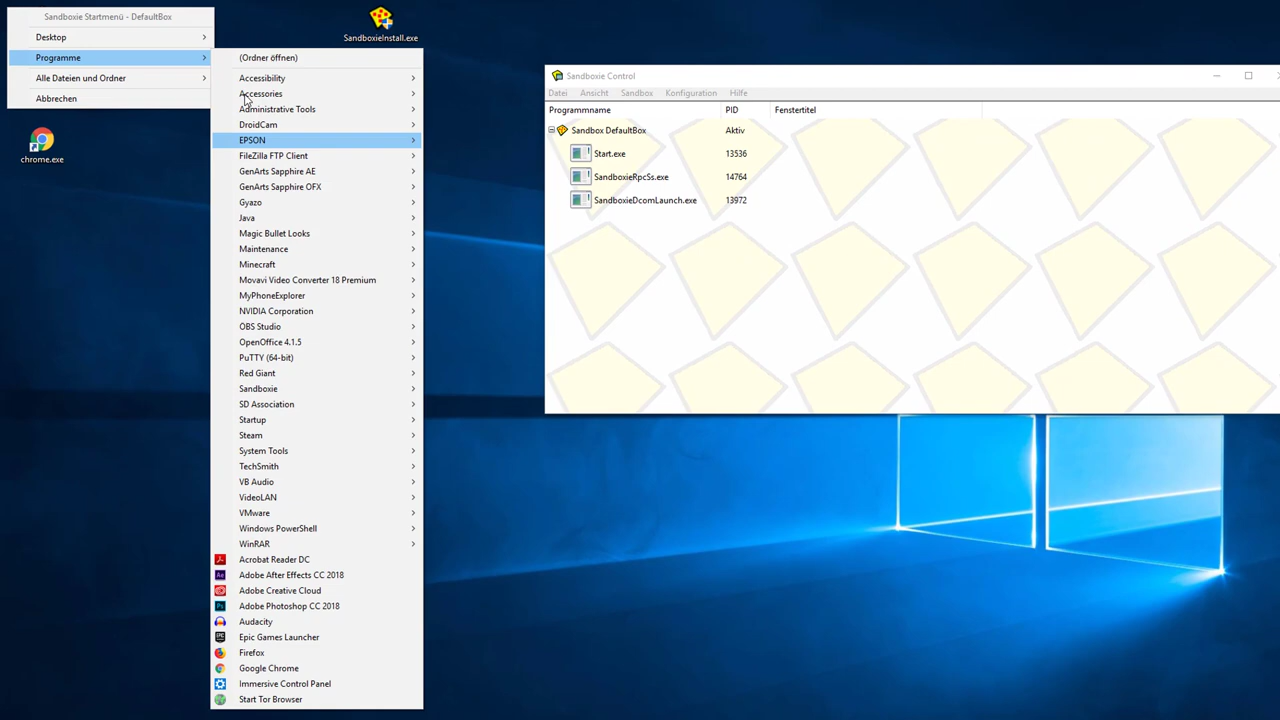 Sandboxie Startmenü - DefaultBox
Desktop
Programme
Alle Dateien und Ordner
Abbrechen
SandboxieInstall.exe
chrome.exe
(Ordner öffnen)
Accessibility
Accessories
Administrative Tools
DroidCam
EPSON
FileZilla FTP Client
GenArts Sapphire AE
GenArts Sapphire OFX
Gyazo
Java
Magic Bullet Looks
Maintenance
Minecraft
Movavi Video Converter 18 Premium
MyPhoneExplorer
NVIDIA Corporation
OBS Studio
OpenOffice 4.1.5
PuTTY (64-bit)
Red Giant
Sandboxie
SD Association
Startup
Steam
System Tools
TechSmith
VB Audio
VideoLAN
VMware
Windows PowerShell
WinRAR
Acrobat Reader DC
Adobe After Effects CC 2018
Adobe Creative Cloud
Adobe Photoshop CC 2018
Audacity
Epic Games Launcher
Firefox
Google Chrome
Immersive Control Panel
Start Tor Browser
Sandboxie Control
Datei Ansicht Sandbox Konfiguration Hilfe
Programmname PID Fenstertitel
Sandbox DefaultBox Aktiv
Start.exe 13536
SandboxieRpcSs.exe 14764
SandboxieDcomLaunch.exe 13972